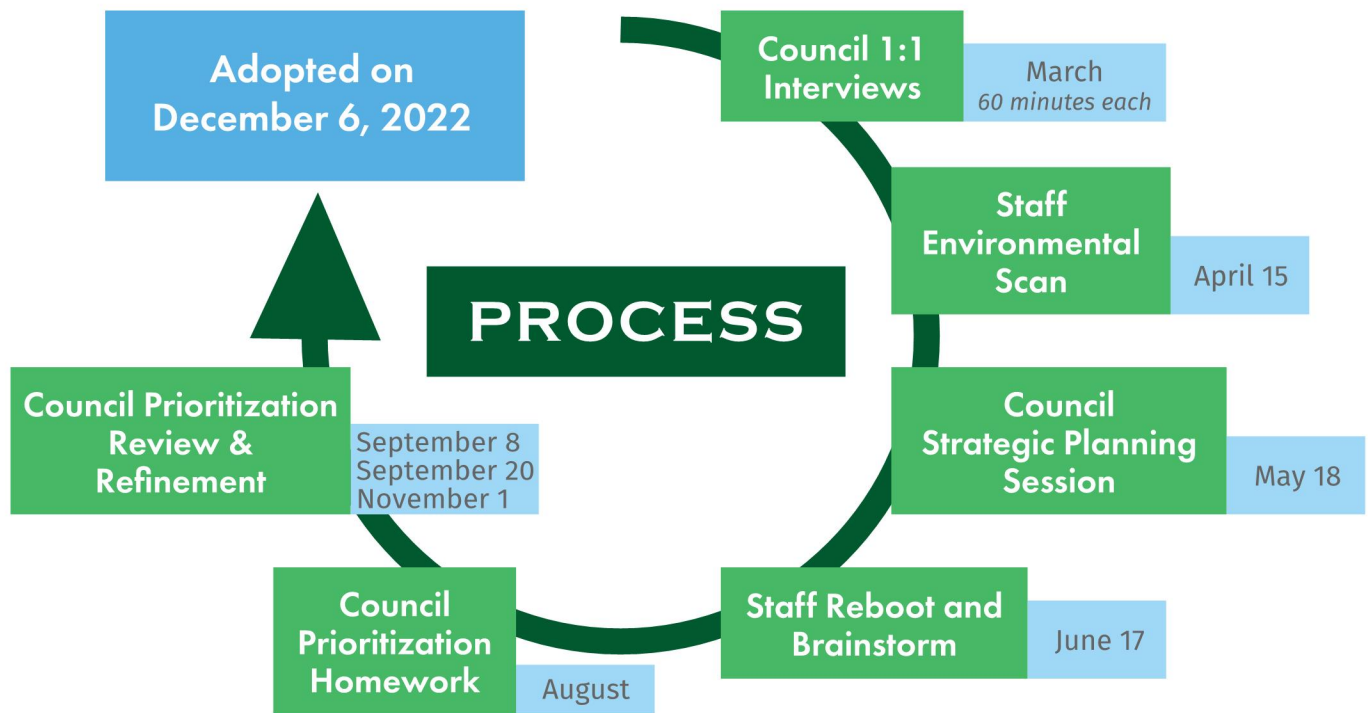 Adopted on
December 6, 2022
Council 1:1
Interviews
March
60 minutes each
Staff
Environmental
Scan
April 15
PROCESS
Council
Strategic Planning
Session
May 18
Staff Reboot and
Brainstorm
June 17
Council
Prioritization
Homework
August
Council Prioritization
Review &
Refinement
September 8
September 20
November 1